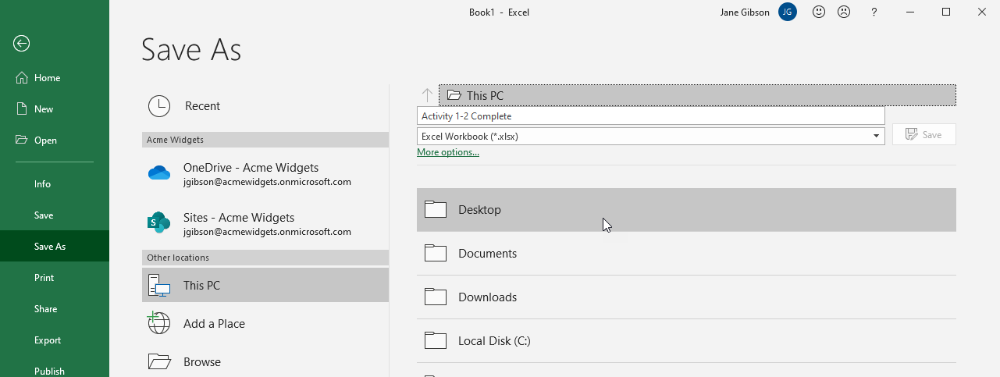 Book1 - Excel
Jane Gibson
JG
?
Save As
Home
New
Open
Info
Save
Save As
Print
Share
Export
Publish
Recent
Acme Widgets
OneDrive - Acme Widgets
jgibson@acmewidgets.onmicrosoft.com
S
Sites - Acme Widgets
jgibson@acmewidgets.onmicrosoft.com
Other locations
This PC
Add a Place
Browse
This PC
Activity 1-2 Complete
Excel Workbook (*.xlsx)
Save
More options...
Desktop
Documents
Downloads
Local Disk (C:)